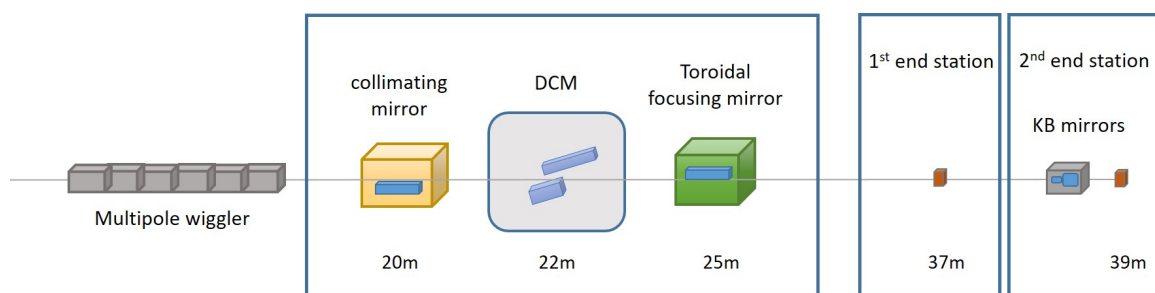 1st end station
2nd end station
collimating
mirror
DCM
Toroidal
focusing mirror
KB mirrors
Multipole wiggler
20m
22m
25m
37m
39m